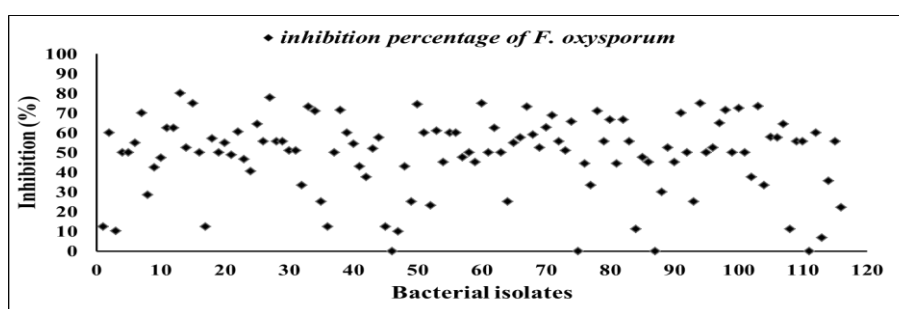 ◆ inhibition percentage of F. oxysporum
Inhibition (%)
100
90
80
70
60
50
40
30
20
10
0
0 10 20 30 40 50 60 70 80 90 100 110 120
Bacterial isolates